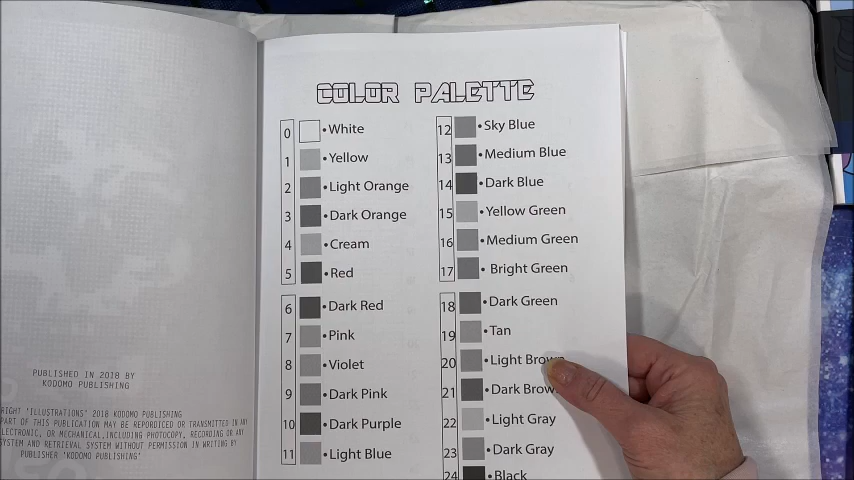 PUBLISHED IN 2018 BY
KODOMO PUBLISHING
RIGHT 'ILLUSTRATIONS' 2018 KODOMO PUBLISHING
PART OF THIS PUBLICATION MAY BE REPORDICED OR TRANSMITTED IN ANY
ELECTRONIC, OR MECHANICAL,INCLUDING PHOTOCOPY, RECORDING OR ANY
SYSTEM AND RETRIEVAL SYSTEM WITHOUT PERMISSION IN WRITING BY
PUBLISHER 'KODOMO PUBLISHING'
COLOR PALETTE
0 •White
1 •Yellow
2 •Light Orange
3 •Dark Orange
4 •Cream
5 •Red
6 •Dark Red
7 •Pink
8 •Violet
9 •Dark Pink
10 •Dark Purple
11 •Light Blue
12 •Sky Blue
13 •Medium Blue
14 •Dark Blue
15 •Yellow Green
16 •Medium Green
17 • Bright Green
18 •Dark Green
19 •Tan
20 •Light Brown
21 •Dark Brow
22 •Light Gray
23 •Dark Gray
24 •Black